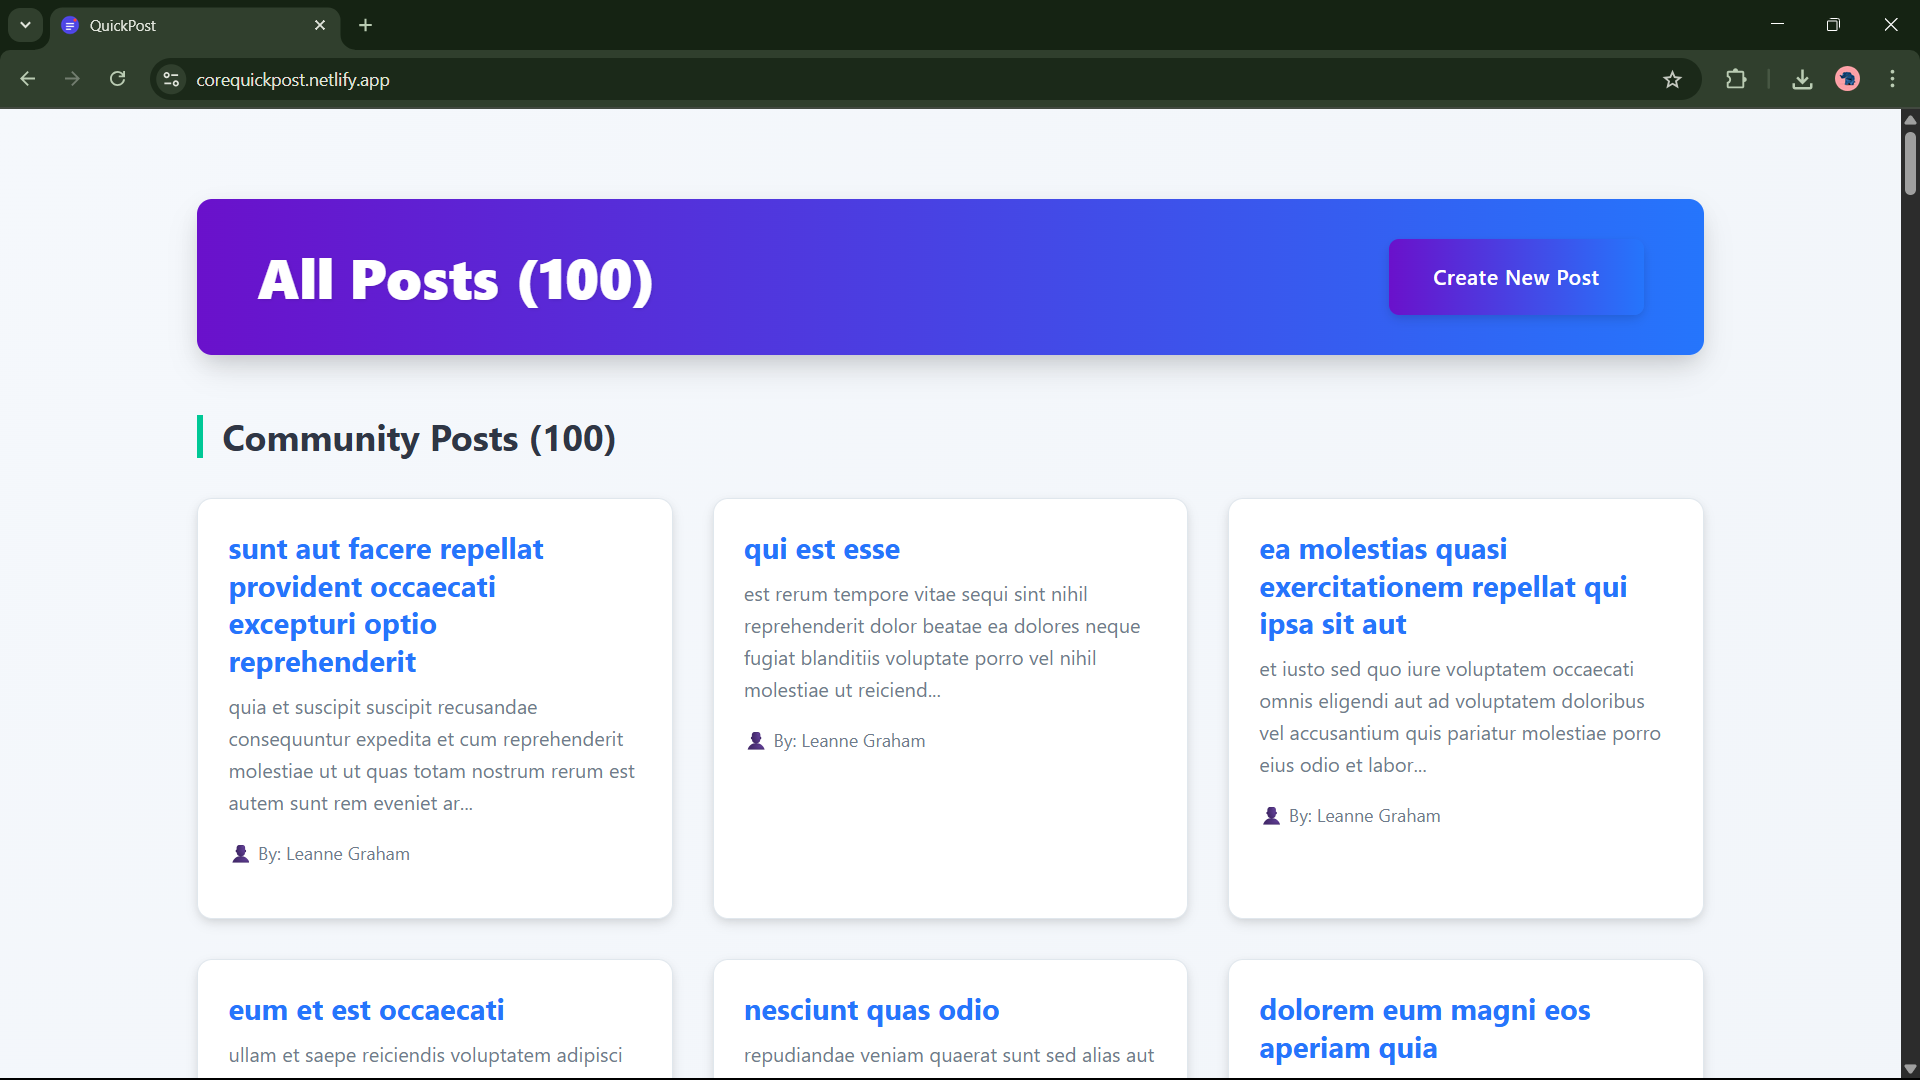 QuickPost
corequickpost.netlify.app
All Posts (100)
Create New Post
Community Posts (100)
sunt aut facere repellat
provident occaecati
excepturi optio
reprehenderit
quia et suscipit suscipit recusandae
consequuntur expedita et cum reprehenderit
molestiae ut ut quas totam nostrum rerum est
autem sunt rem eveniet ar...
By: Leanne Graham
qui est esse
est rerum tempore vitae sequi sint nihil
reprehenderit dolor beatae ea dolores neque
fugiat blanditiis voluptate porro vel nihil
molestiae ut reiciend...
By: Leanne Graham
ea molestias quasi
exercitationem repellat qui
ipsa sit aut
et iusto sed quo iure voluptatem occaecati
omnis eligendi aut ad voluptatem doloribus
vel accusantium quis pariatur molestiae porro
eius odio et labor...
By: Leanne Graham
eum et est occaecati
ullam et saepe reiciendis voluptatem adipisci
nesciunt quas odio
repudiandae veniam quaerat sunt sed alias aut
dolorem eum magni eos
aperiam quia